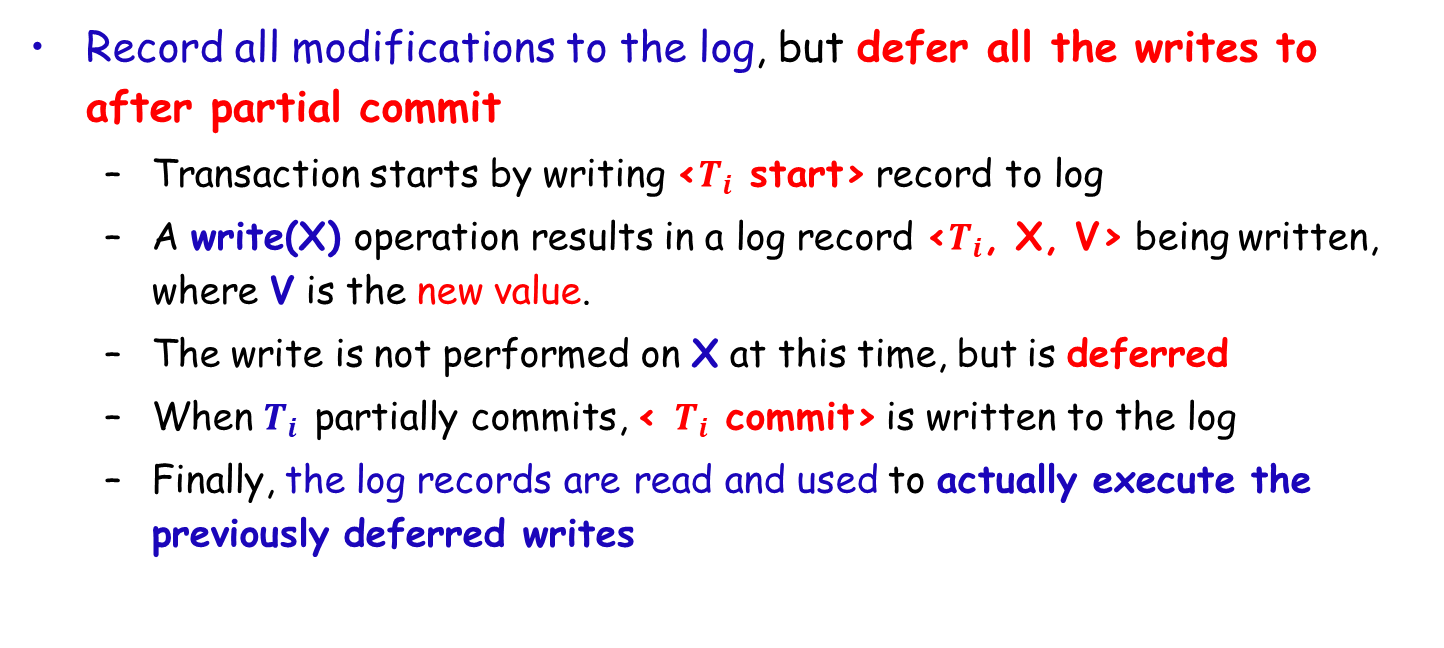 • Record all modifications to the log, but defer all the writes to
after partial commit
– Transaction starts by writing <Tᵢ start> record to log
– A write(X) operation results in a log record <Tᵢ, X, V> being written,
where V is the new value.
– The write is not performed on X at this time, but is deferred
– When Tᵢ partially commits, < Tᵢ commit> is written to the log
– Finally, the log records are read and used to actually execute the
previously deferred writes